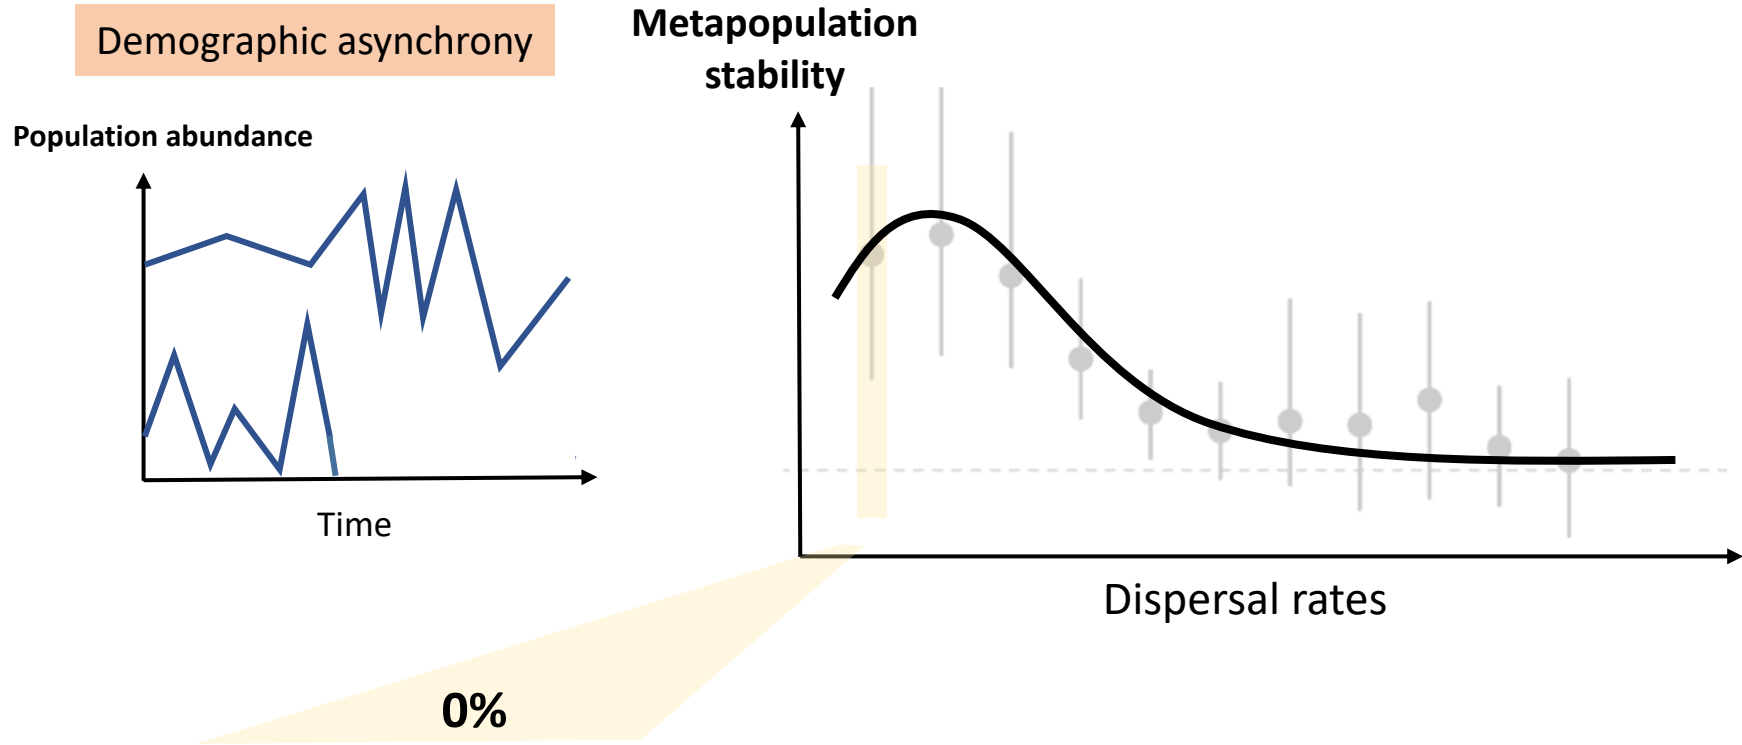 Demographic asynchrony
Metapopulation
stability
Population abundance
Time
Dispersal rates
0%